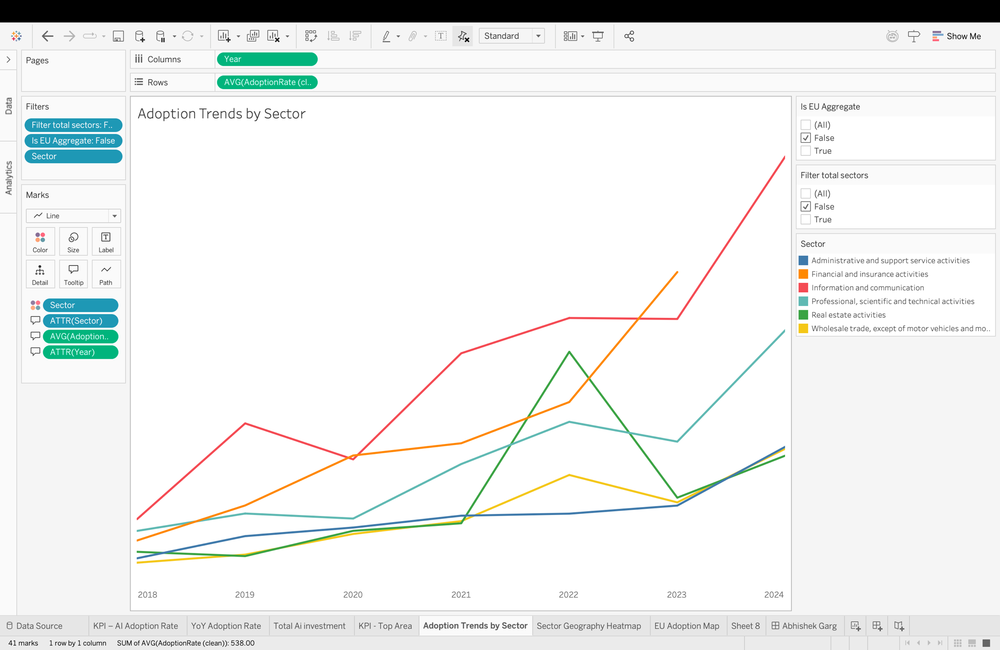 Standard
Show Me
Pages
Columns
Year
Rows
AVG(AdoptionRate (cl..
Data
Analytics
Filters
Filter total sectors: F..
Is EU Aggregate: False
Sector
Marks
Line
Color
Size
Label
Detail
Tooltip
Path
Sector
ATTR(Sector)
AVG(Adoption..
ATTR(Year)
Adoption Trends by Sector
2018
2019
2020
2021
2022
2023
2024
Is EU Aggregate
(All)
False
True
Filter total sectors
(All)
False
True
Sector
Administrative and support service activities
Financial and insurance activities
Information and communication
Professional, scientific and technical activities
Real estate activities
Wholesale trade, except of motor vehicles and mo..
Data Source
KPI – AI Adoption Rate
YoY Adoption Rate
Total Ai investment
KPI - Top Area
Adoption Trends by Sector
Sector Geography Heatmap
EU Adoption Map
Sheet 8
Abhishek Garg
41 marks
1 row by 1 column
SUM of AVG(AdoptionRate (clean)): 538.00